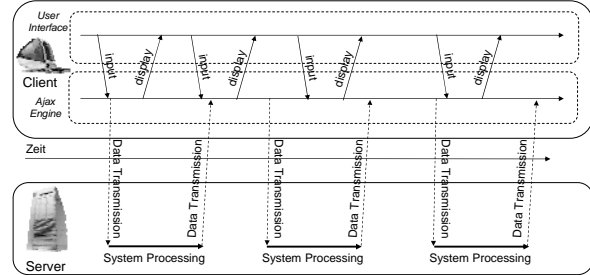 User
Interface
input
display
input
display
input
display
input
display
Client
Ajax
Engine
Zeit
Data Transmission
Data Transmission
Data Transmission
Data Transmission
Data Transmission
Data Transmission
System Processing
System Processing
System Processing
Server